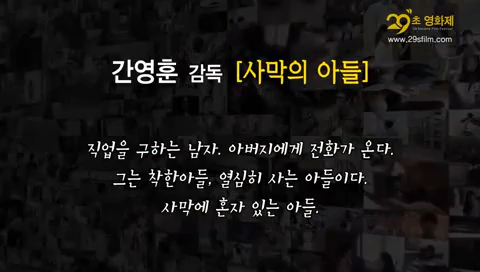 29초 영화제
www.29sfilm.com
간영훈 감독 [사막의 아들]
직업을 구하는 남자. 아버지에게 전화가 온다.
그는 착한아들, 열심히 사는 아들이다.
사막에 혼자 있는 아들.